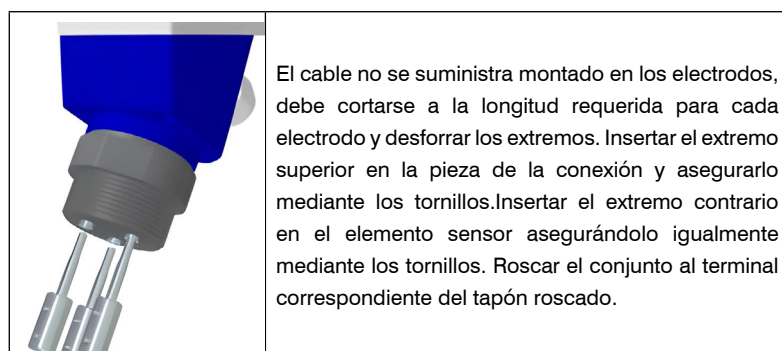 El cable no se suministra montado en los electrodos,
debe cortarse a la longitud requerida para cada
electrodo y desforrar los extremos. Insertar el extremo
superior en la pieza de la conexión y asegurarlo
mediante los tornillos.Insertar el extremo contrario
en el elemento sensor asegurándolo igualmente
mediante los tornillos. Roscar el conjunto al terminal
correspondiente del tapón roscado.